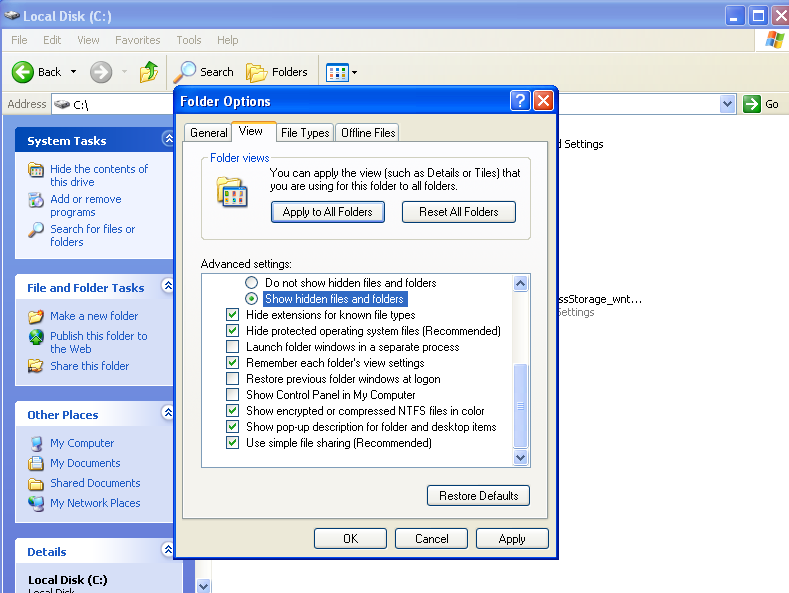 Local Disk (C:)
File Edit View Favorites Tools Help
Back Search Folders
Address C:\ Go
Folder Options
General View File Types Offline Files
Folder views
You can apply the view (such as Details or Tiles) that
you are using for this folder to all folders.
Apply to All Folders Reset All Folders
Advanced settings:
Do not show hidden files and folders
Show hidden files and folders
Hide extensions for known file types
Hide protected operating system files (Recommended)
Launch folder windows in a separate process
Remember each folder's view settings
Restore previous folder windows at logon
Show Control Panel in My Computer
Show encrypted or compressed NTFS files in color
Show pop-up description for folder and desktop items
Use simple file sharing (Recommended)
Restore Defaults
OK Cancel Apply
System Tasks
Hide the contents of
this drive
Add or remove
programs
Search for files or
folders
File and Folder Tasks
Make a new folder
Publish this folder to
the Web
Share this folder
Other Places
My Computer
My Documents
Shared Documents
My Network Places
Details
Local Disk (C:)
Local Disk
Settings
ssStorage_wnt...
Settings